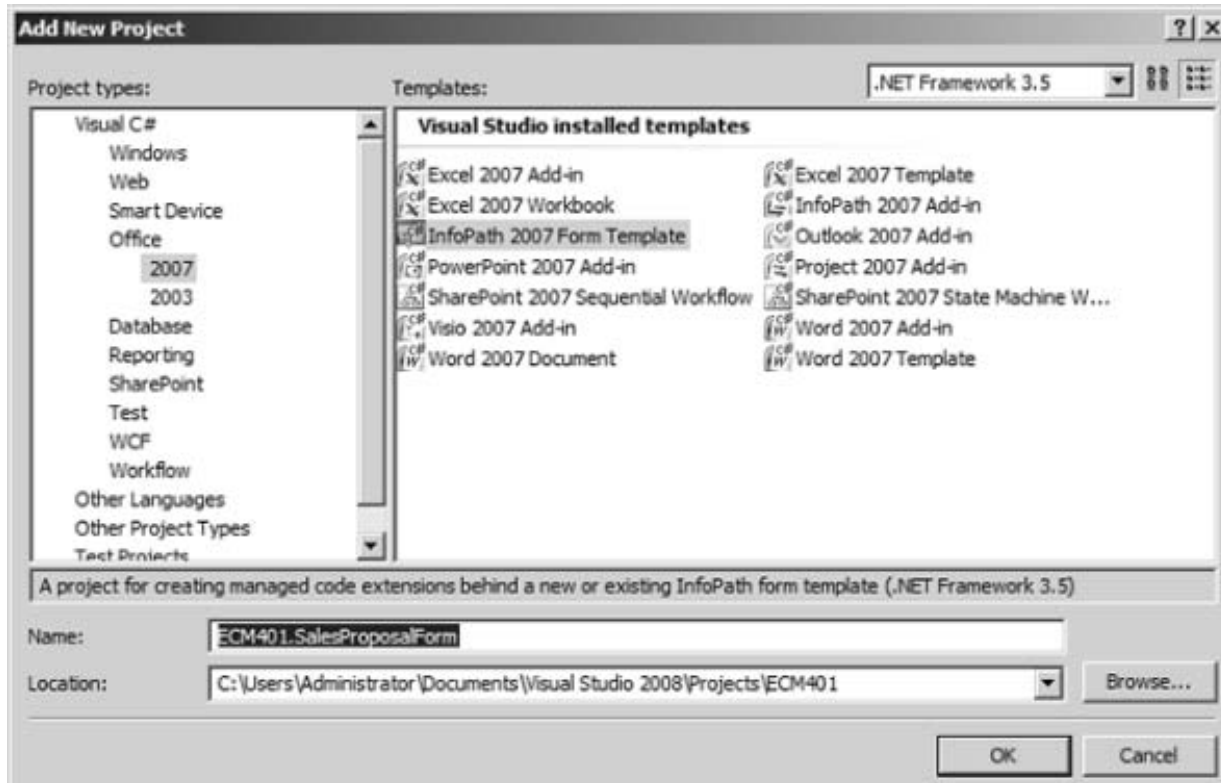 Add New Project
Project types:
Templates:
.NET Framework 3.5
Visual C#
Windows
Web
Smart Device
Office
2007
2003
Database
Reporting
SharePoint
Test
WCF
Workflow
Other Languages
Other Project Types
Test Projects
Visual Studio installed templates
Excel 2007 Add-in
Excel 2007 Template
Excel 2007 Workbook
InfoPath 2007 Add-in
InfoPath 2007 Form Template
Outlook 2007 Add-in
PowerPoint 2007 Add-in
Project 2007 Add-in
SharePoint 2007 Sequential Workflow
SharePoint 2007 State Machine W...
Visio 2007 Add-in
Word 2007 Add-in
Word 2007 Document
Word 2007 Template
A project for creating managed code extensions behind a new or existing InfoPath form template (.NET Framework 3.5)
Name:
ECM401.SalesProposalForm
Location:
C:\Users\Administrator\Documents\Visual Studio 2008\Projects\ECM401
Browse...
OK
Cancel